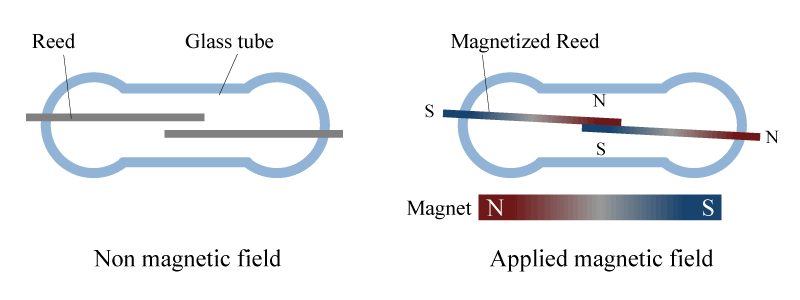 Reed
Glass tube
Non magnetic field
Magnetized Reed
S
N
S
N
Magnet
N
S
Applied magnetic field